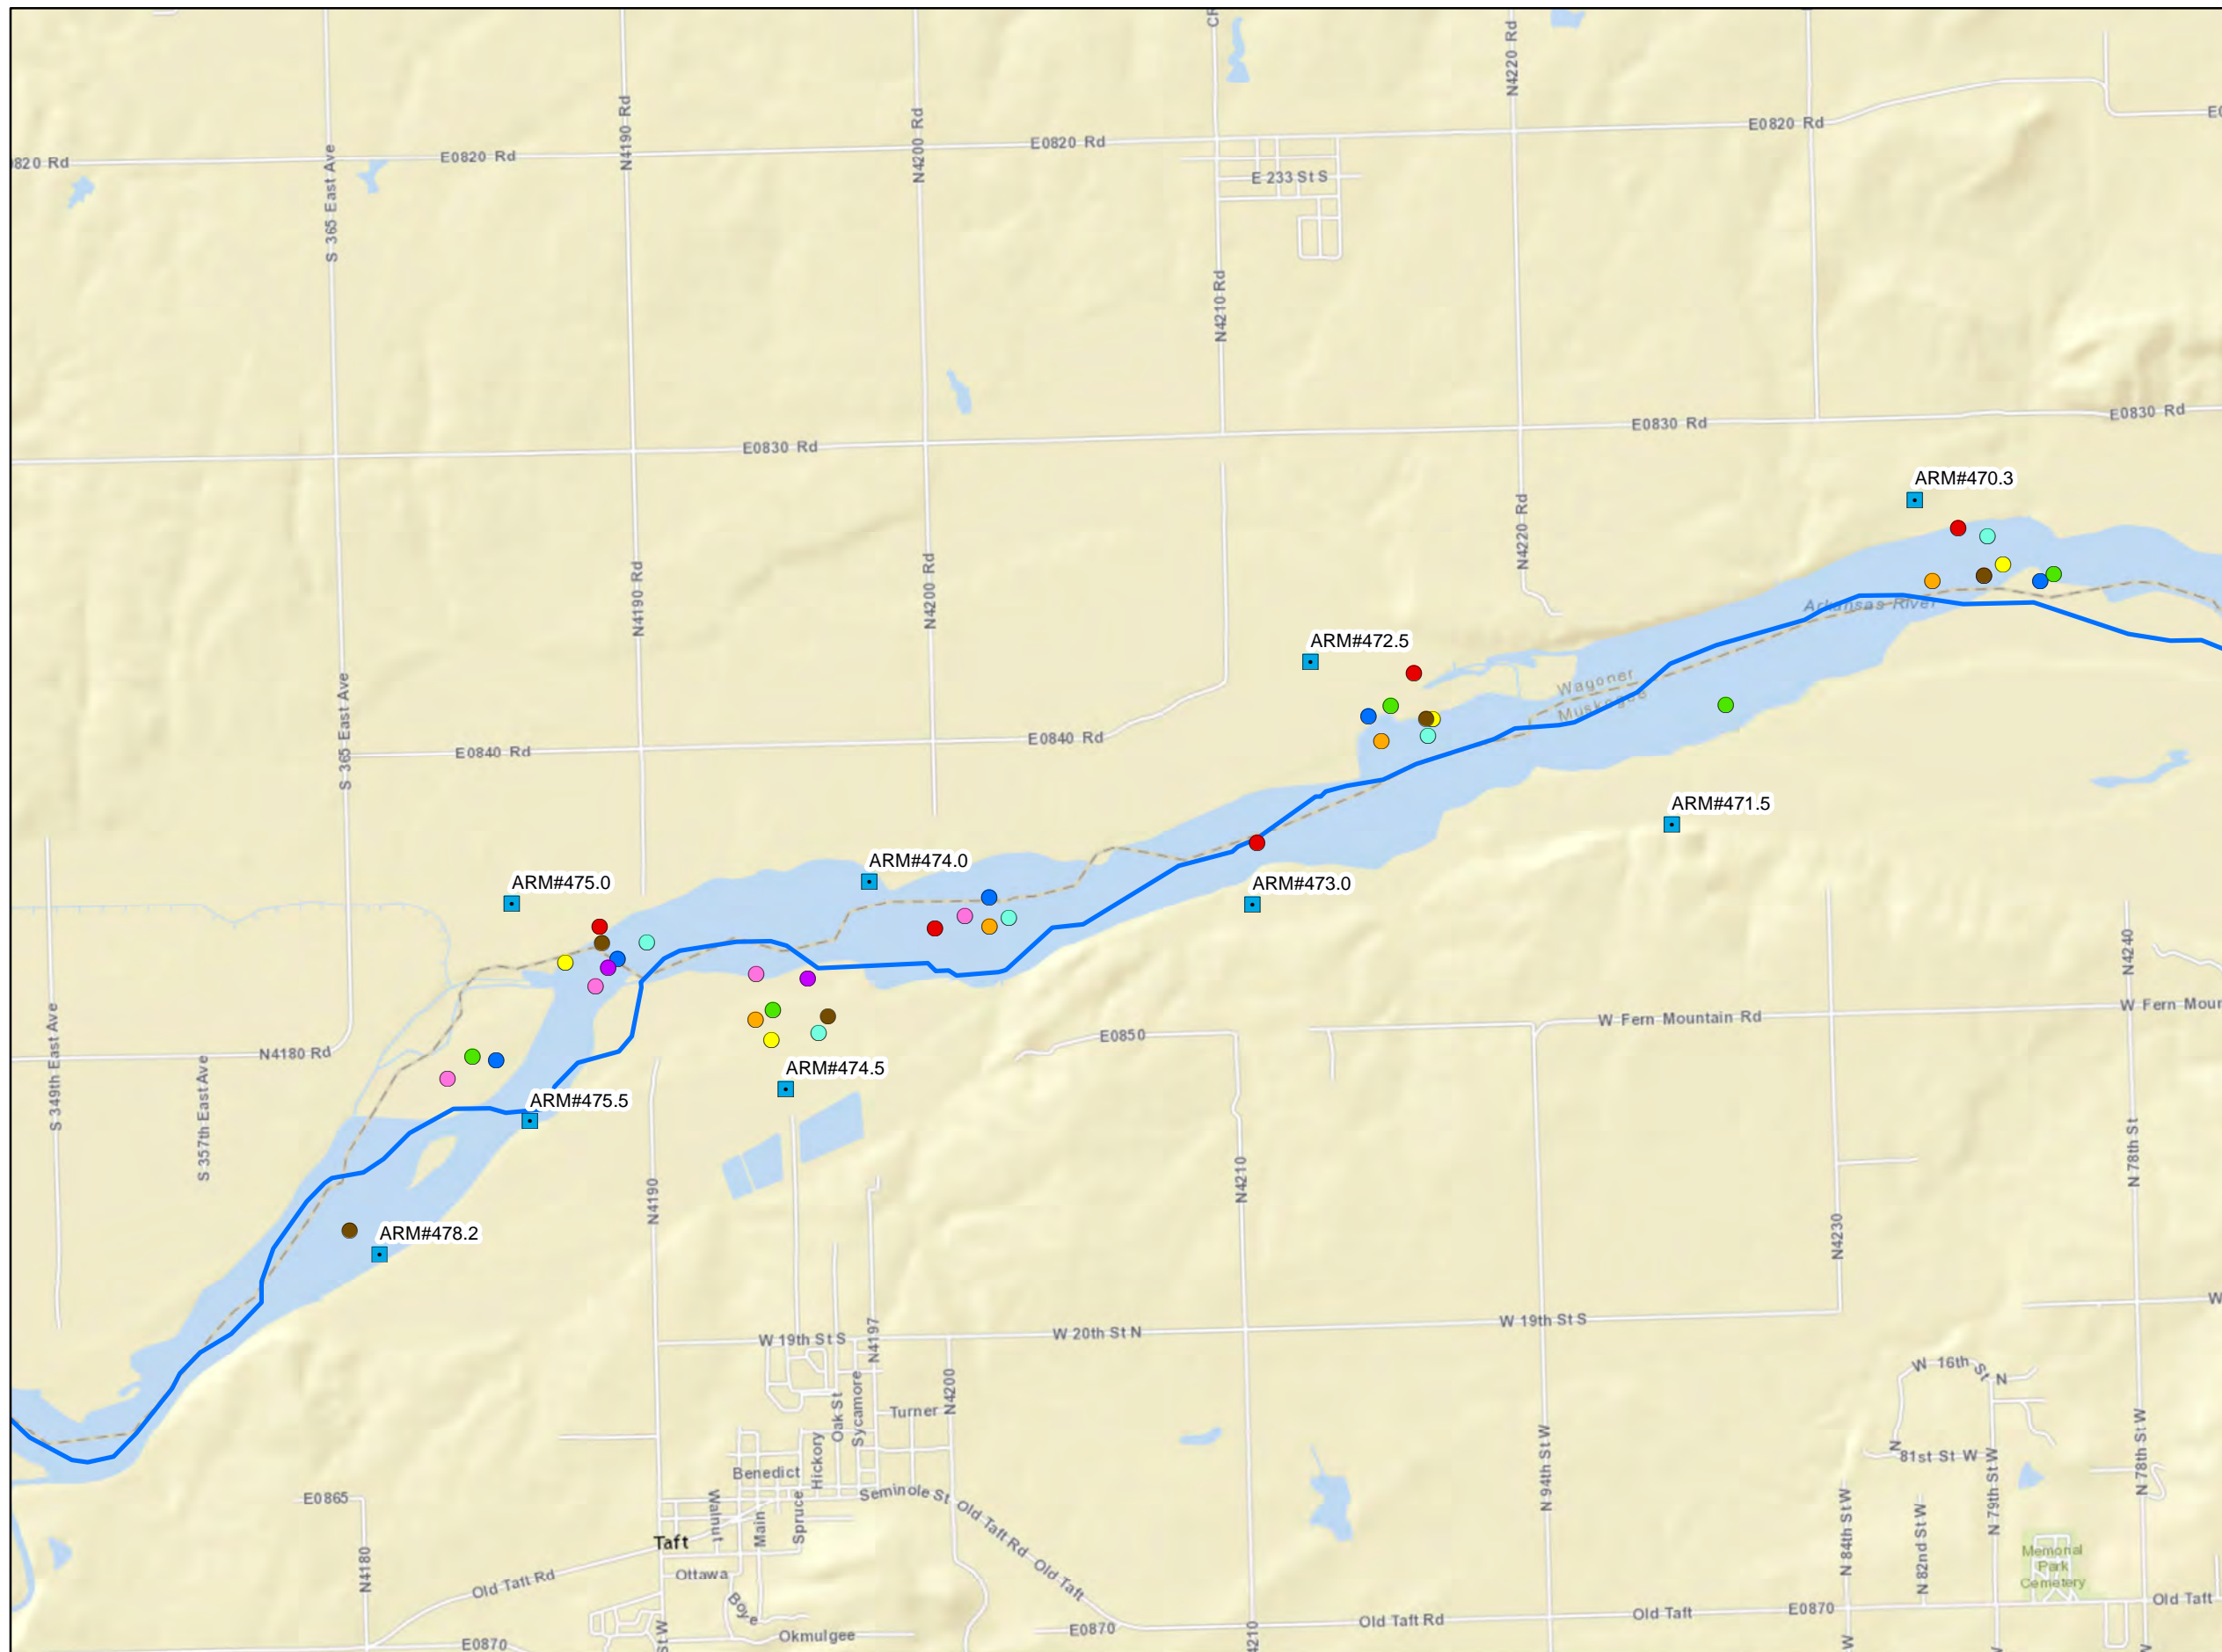 CR
N4220 Rd
E0820 Rd
N4190 Rd
N4200 Rd
E0820 Rd
E0820 Rd
820 Rd
S 365 East Ave
E 233 St S
N4210 Rd
E0830 Rd
E0830 Rd
E0830 Rd
ARM#470.3
N4220 Rd
N4190 Rd
N4200 Rd
Arkansas River
ARM#472.5
Wagoner
Muskogee
S 365 East Ave
E0840 Rd
E0840 Rd
ARM#471.5
ARM#474.0
ARM#475.0
ARM#473.0
N4240
W Fern Mountain Rd
W Fern Moun
E0850
N4180 Rd
S 349th East Ave
S 357th East Ave
ARM#474.5
ARM#475.5
N4190
N4210
N 78th St
ARM#478.2
N4230
W 19th St S
W 20th St N
W 19th St S
W
N4197
W 16th St N
N4200
Oak St
Sycamore
Turner
Hickory
N 94th St W
N 81st St W
N 78th St W
Benedict
E0865
Seminole St
Old Taft Rd
Old Taft
Walnut
Main
Spruce
Taft
N 84th St W
N 82nd St W
N 79th St W
Memorial
Park
Cemetery
N4180
Old Taft Rd
Ottawa
Boye
Okmulgee
E0870
E0870
Old Taft Rd
Old Taft
E0870
Old Taft
St W
4210
W
W
W